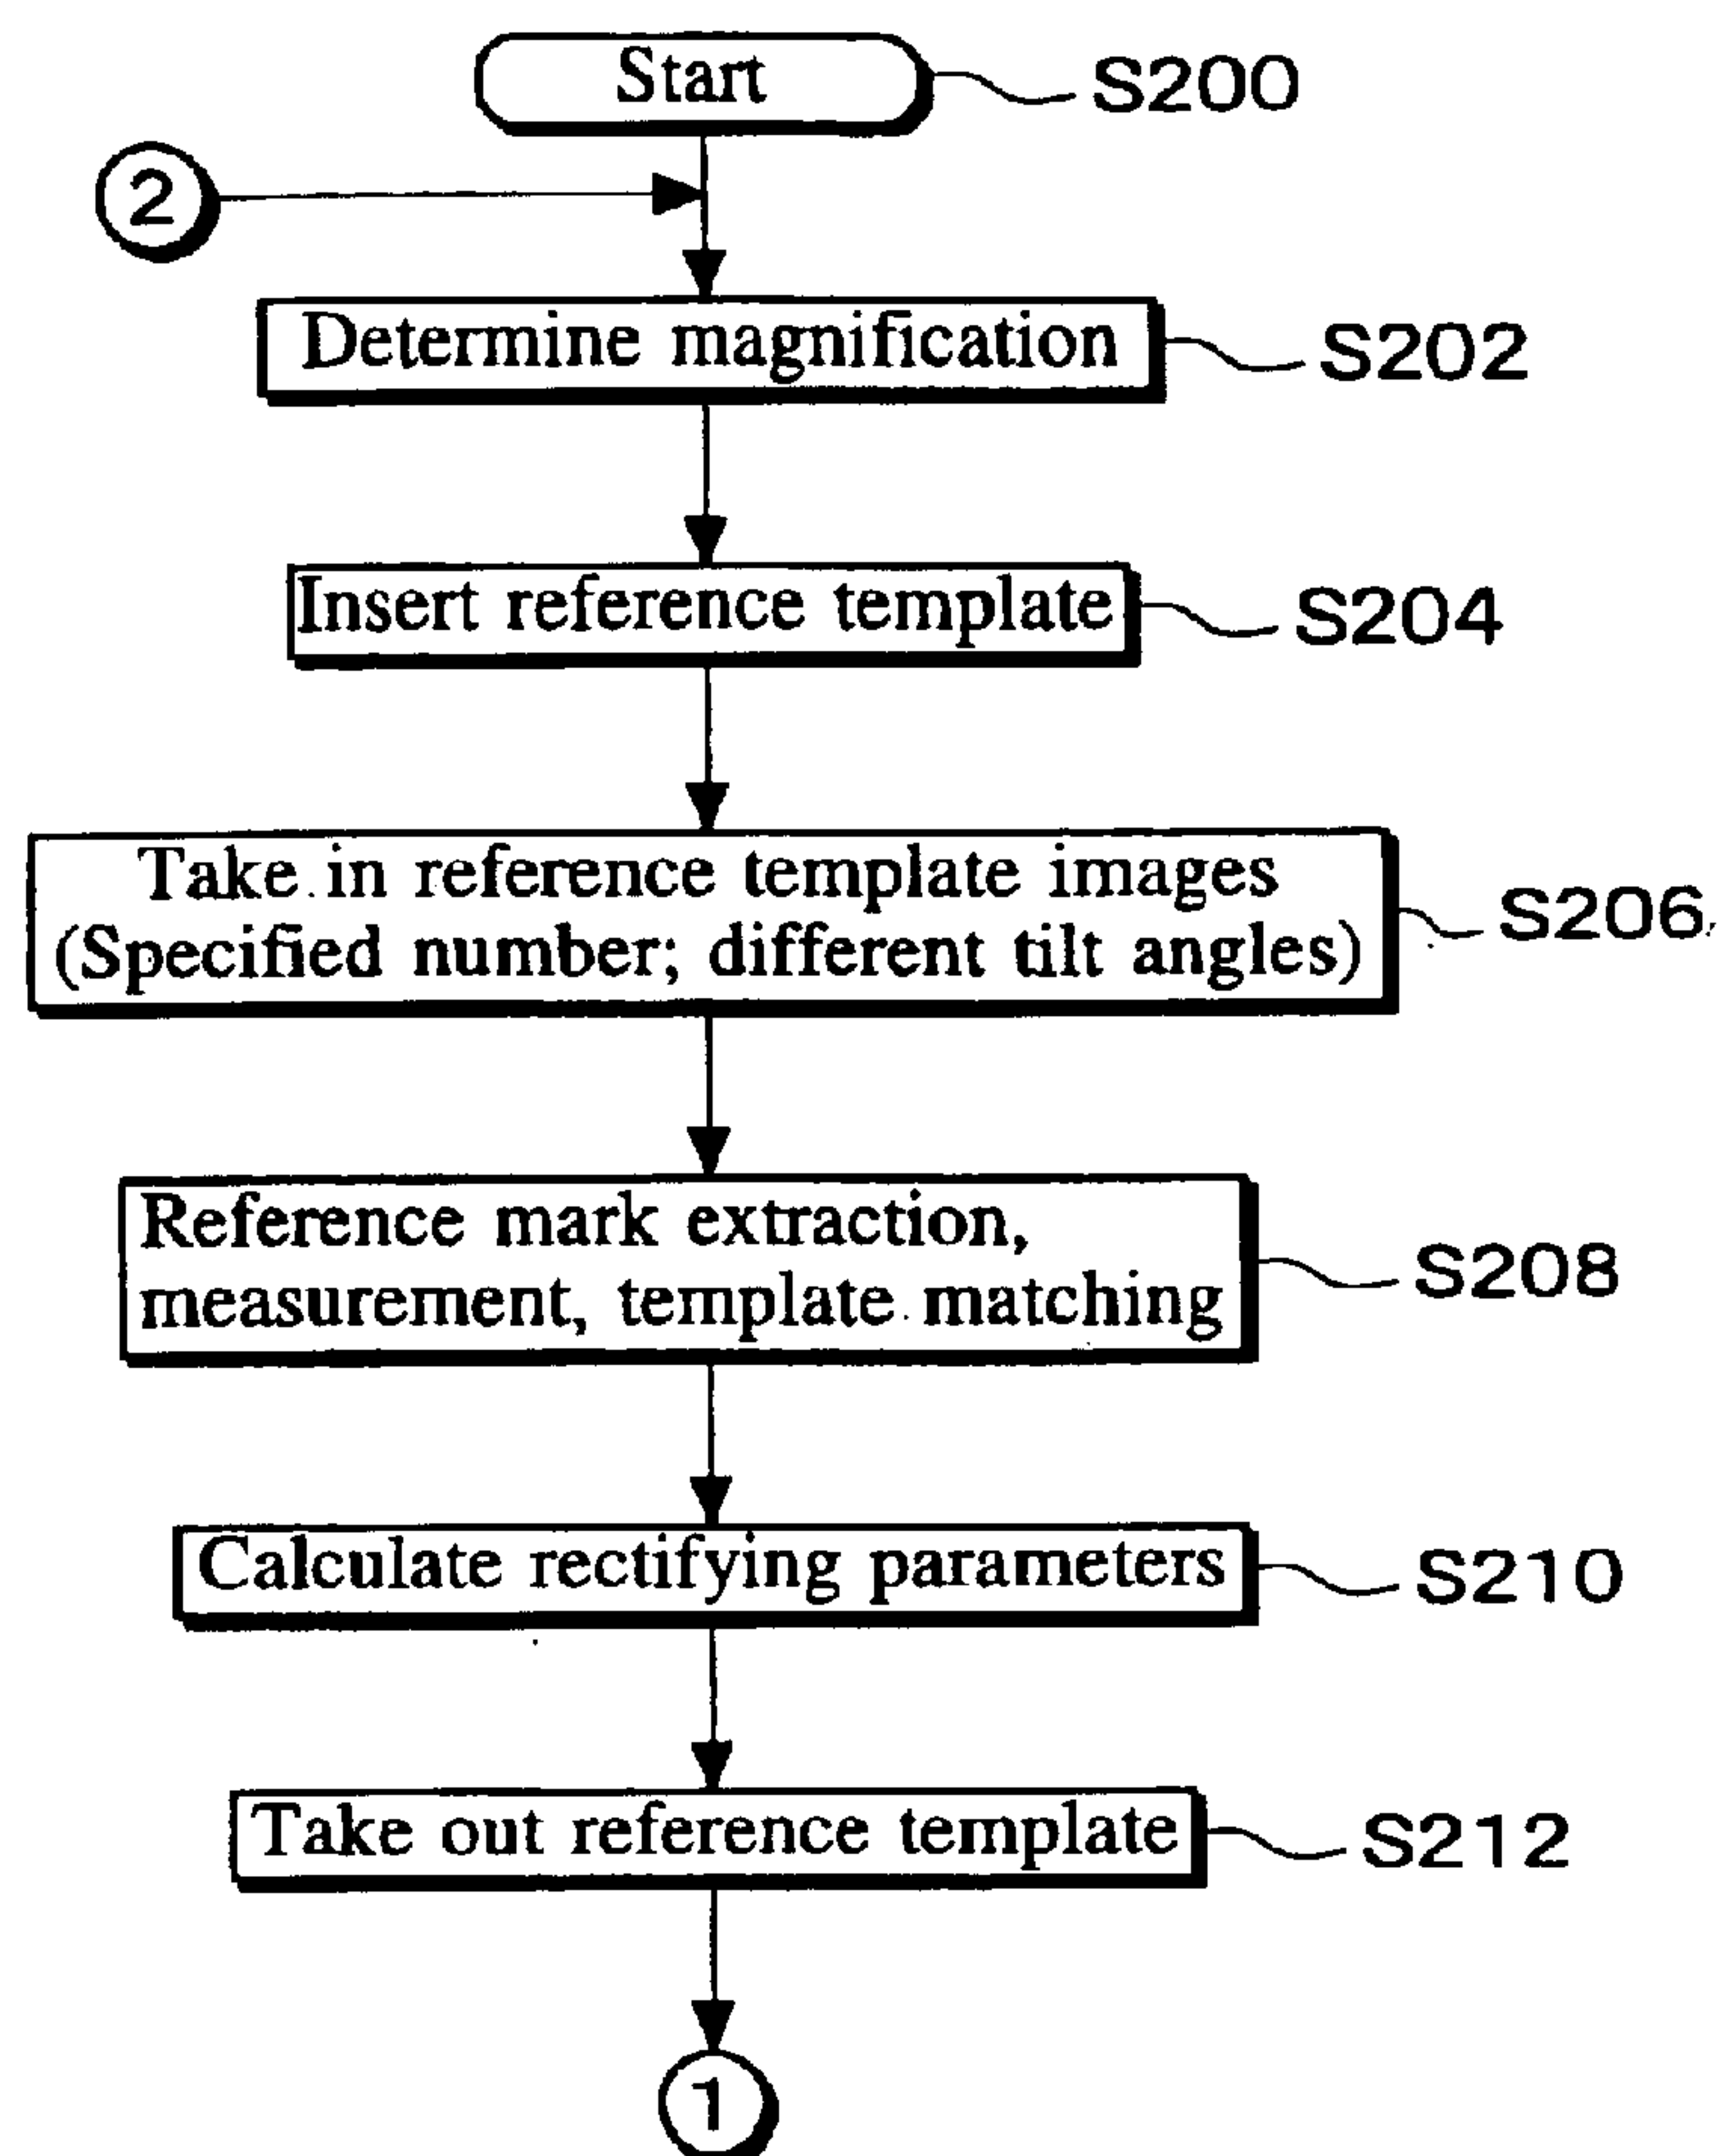 Start
S200
2
Determine magnification
S202
Insert reference template
S204
Take in reference template images
(Specified number; different tilt angles)
S206
Reference mark extraction,
measurement, template matching
S208
Calculate rectifying parameters
S210
Take out reference template
S212
1